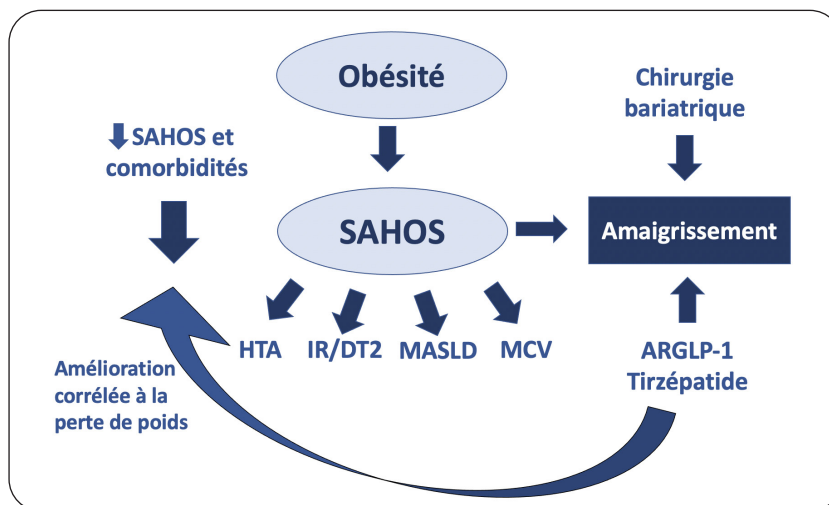 Obésité
Chirurgie
bariatrique
SAHOS et
comorbidités
SAHOS
Amaigrissement
HTA
IR/DT2
MASLD
MCV
ARGLP-1
Tirzépatide
Amélioration
corrélée à la
perte de poids